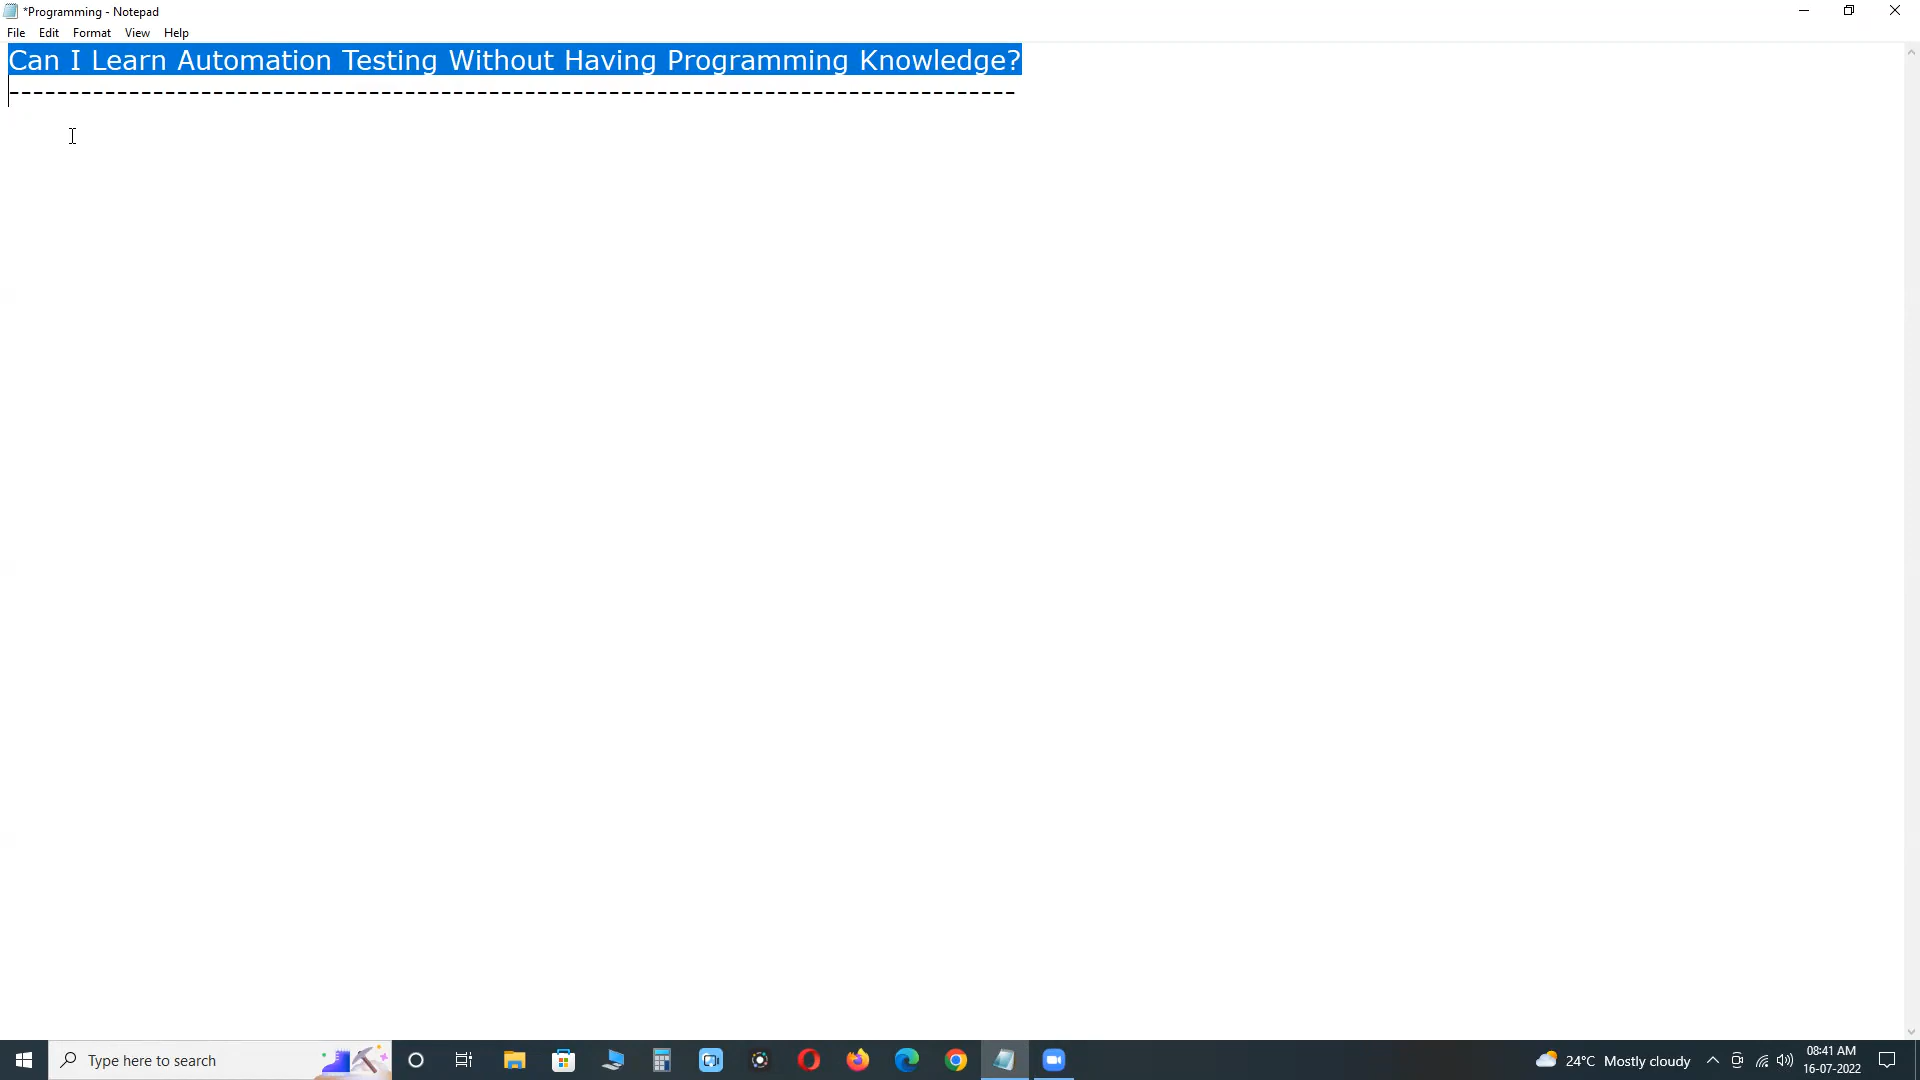 *Programming - Notepad
File Edit Format View Help
Can I Learn Automation Testing Without Having Programming Knowledge?
------------------------------------------------------------------------------------
Type here to search
24°C Mostly cloudy
08:41 AM
16-07-2022